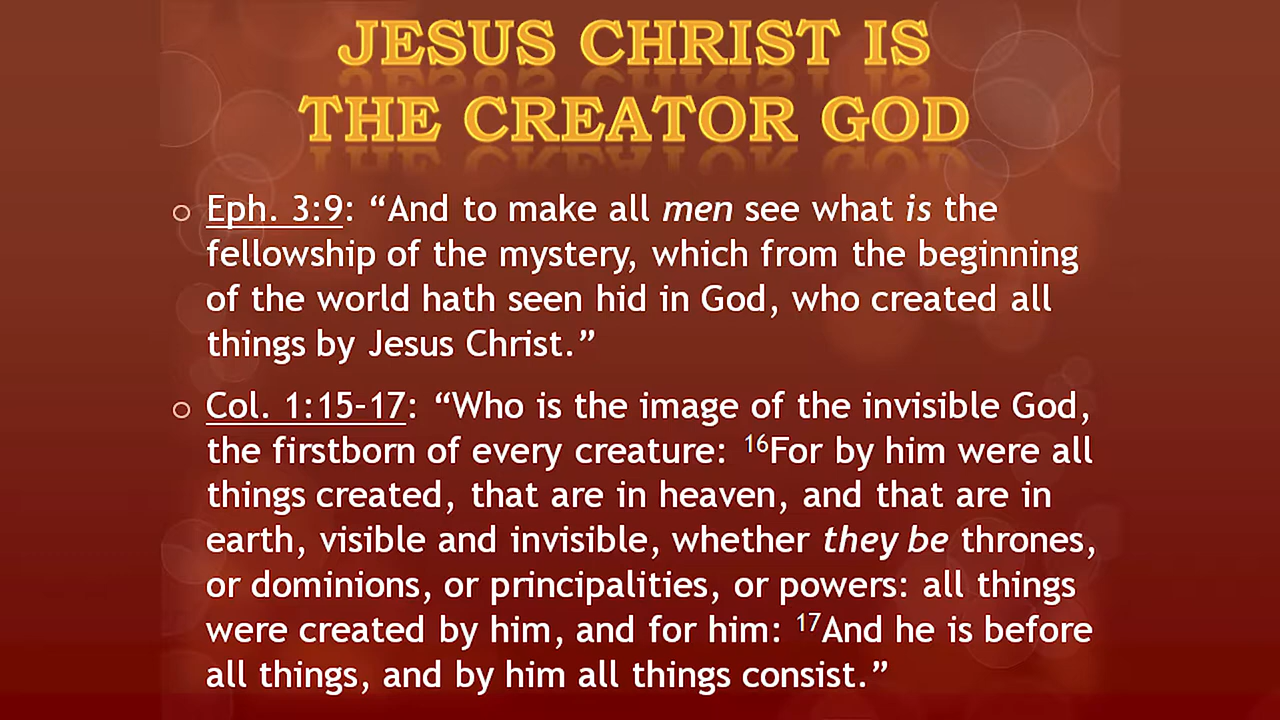 JESUS CHRIST IS
THE CREATOR GOD
o Eph. 3:9: “And to make all men see what is the
fellowship of the mystery, which from the beginning
of the world hath seen hid in God, who created all
things by Jesus Christ.”
o Col. 1:15-17: “Who is the image of the invisible God,
the firstborn of every creature: 16For by him were all
things created, that are in heaven, and that are in
earth, visible and invisible, whether they be thrones,
or dominions, or principalities, or powers: all things
were created by him, and for him: 17And he is before
all things, and by him all things consist.”